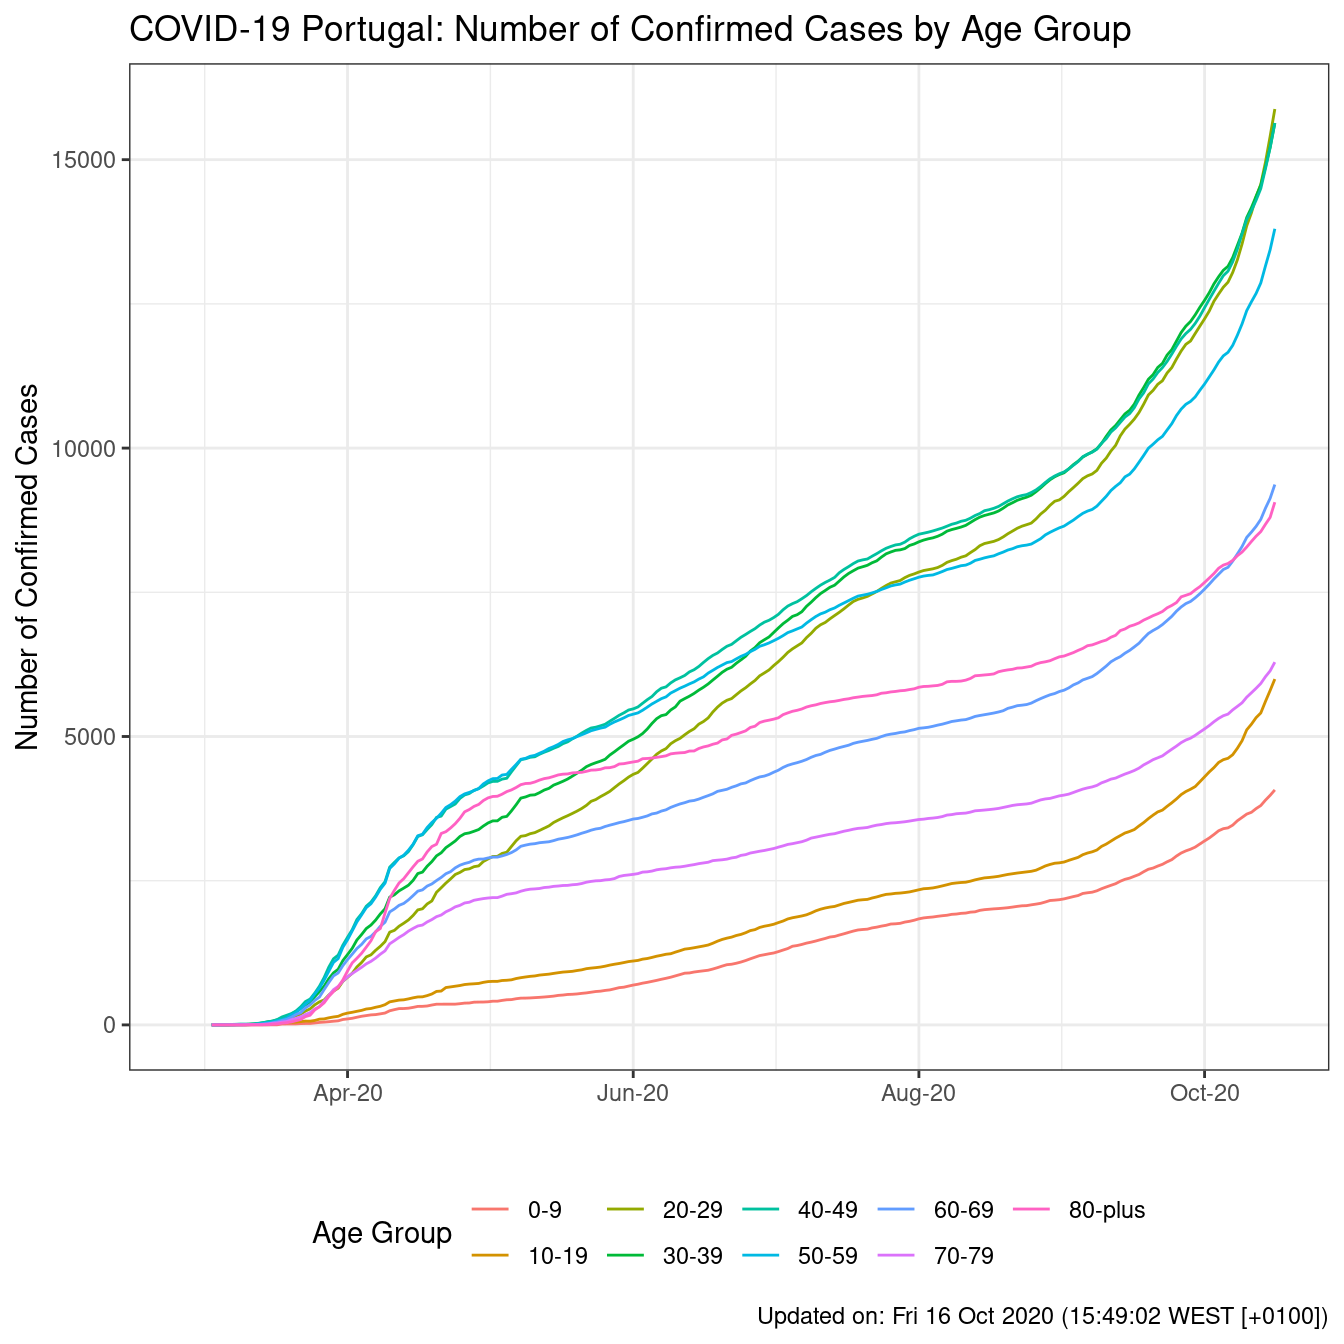 COVID-19 Portugal: Number of Confirmed Cases by Age Group
Number of Confirmed Cases
15000
10000
5000
0
Apr-20
Jun-20
Aug-20
Oct-20
Age Group
0-9
20-29
40-49
60-69
80-plus
10-19
30-39
50-59
70-79
Updated on: Fri 16 Oct 2020 (15:49:02 WEST [+0100])